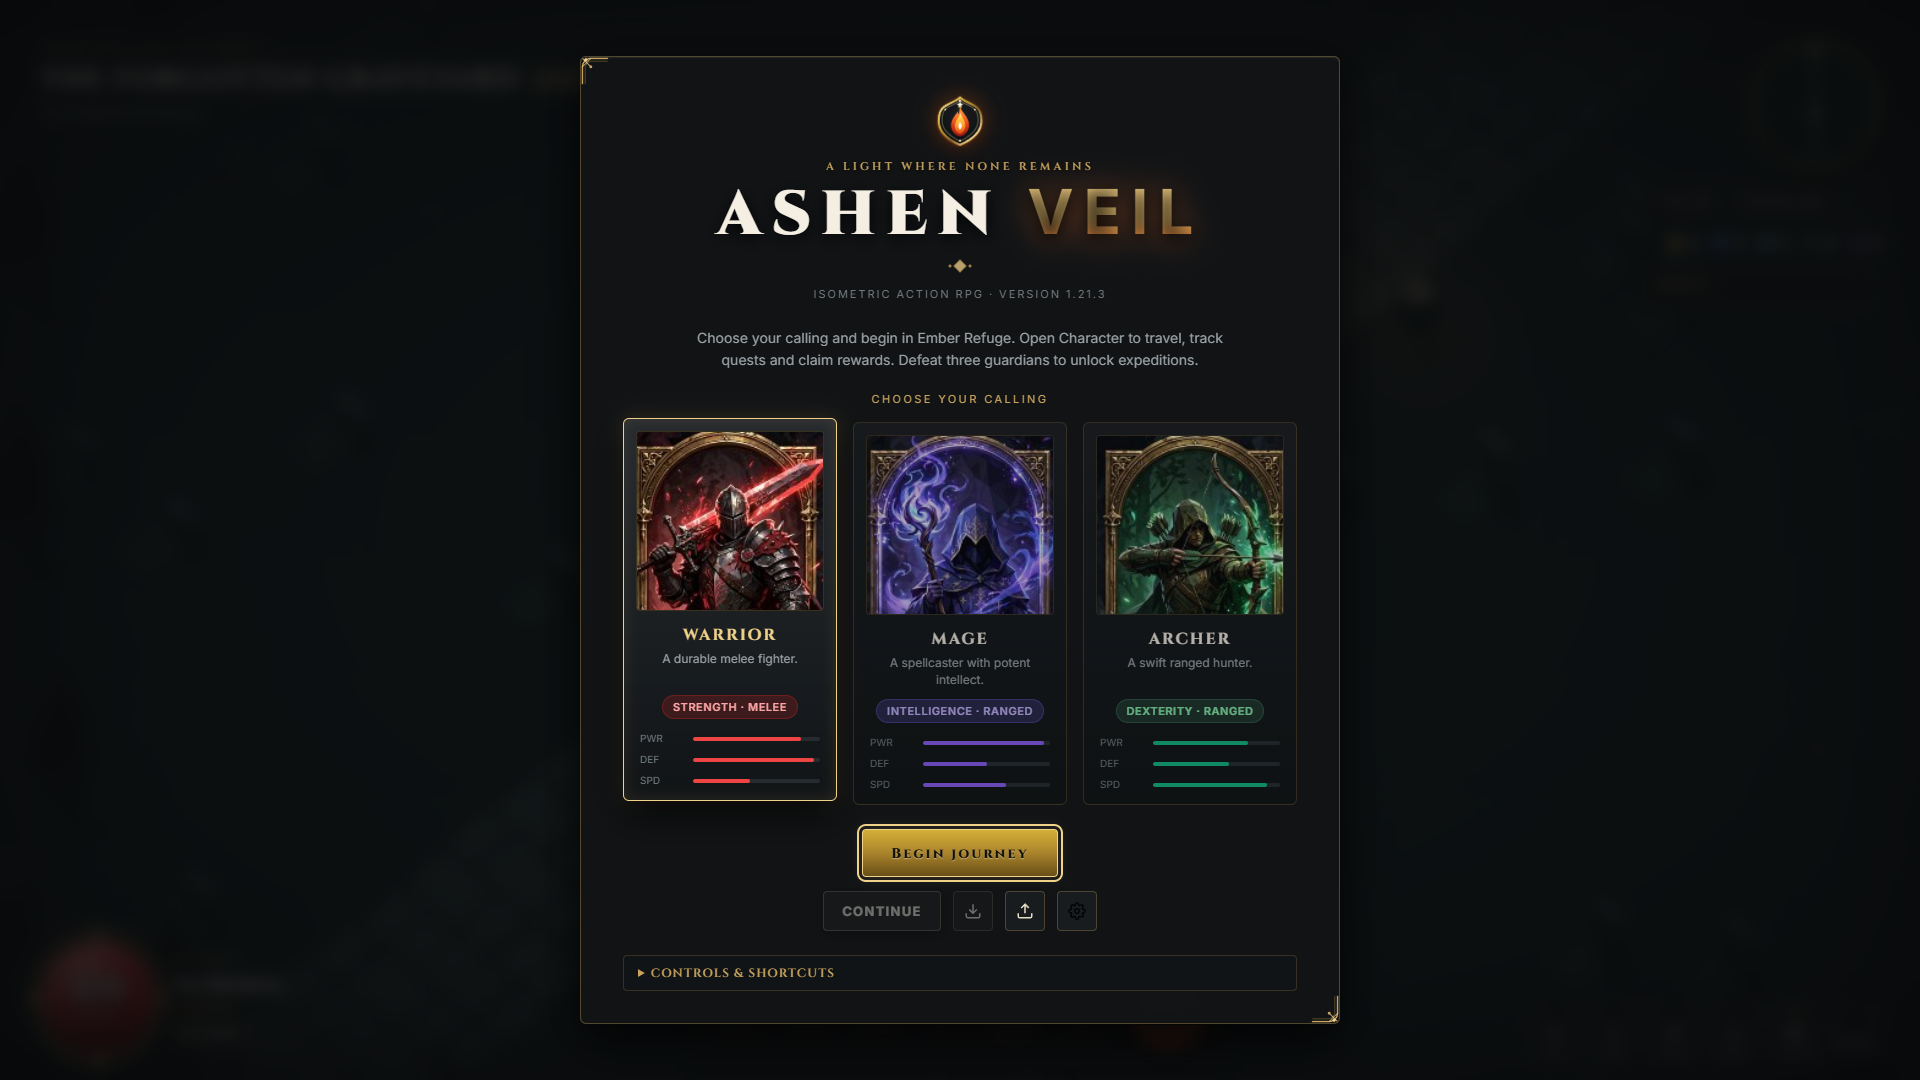 A LIGHT WHERE NONE REMAINS
ASHEN VEIL
ISOMETRIC ACTION RPG · VERSION 1.21.3
Choose your calling and begin in Ember Refuge. Open Character to travel, track
quests and claim rewards. Defeat three guardians to unlock expeditions.
CHOOSE YOUR CALLING
WARRIOR
A durable melee fighter.
STRENGTH · MELEE
PWR
DEF
SPD
MAGE
A spellcaster with potent
intellect.
INTELLIGENCE · RANGED
PWR
DEF
SPD
ARCHER
A swift ranged hunter.
DEXTERITY · RANGED
PWR
DEF
SPD
BEGIN JOURNEY
CONTINUE
CONTROLS & SHORTCUTS